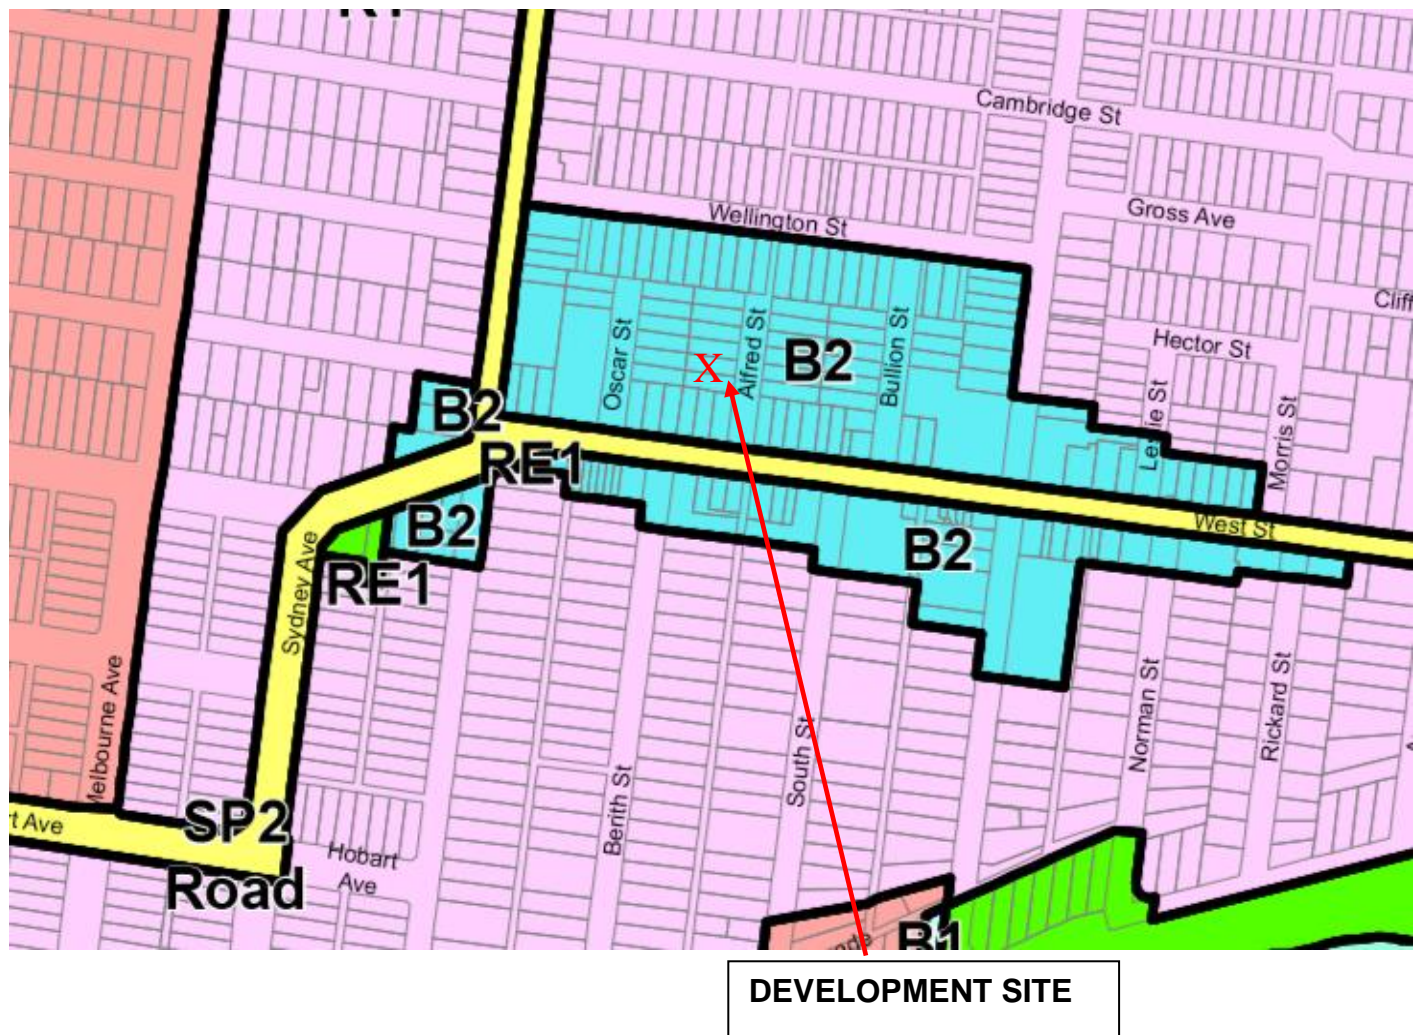 Cambridge St
Wellington St
Gross Ave
Hector St
Oscar St
Alfred St
B2
Bullion St
X
B2
RE1
Morris St
West St
B2
B2
RE1
Sydney Ave
Melbourne Ave
Norman St
Rickard St
South St
Berith St
SP2
Road
Hobart
Ave
B1
DEVELOPMENT SITE